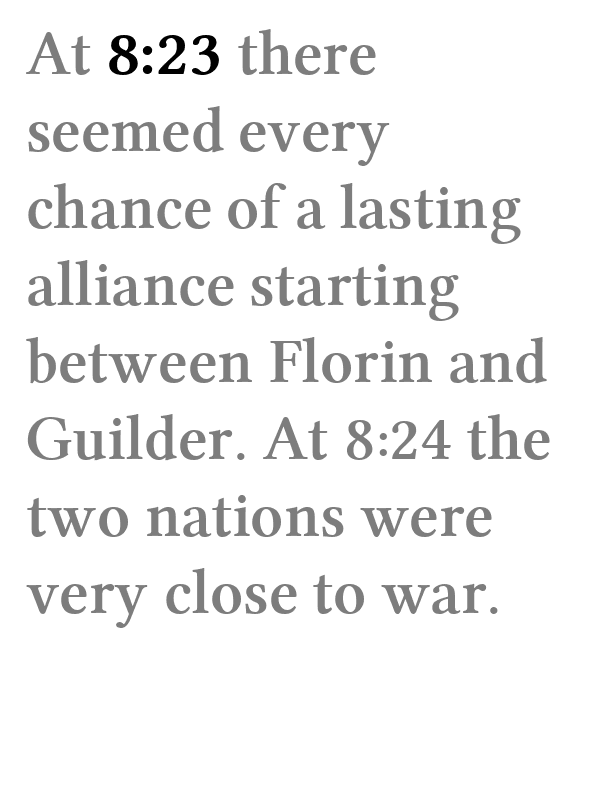 At 8:23 there
seemed every
chance of a lasting
alliance starting
between Florin and
Guilder. At 8:24 the
two nations were
very close to war.